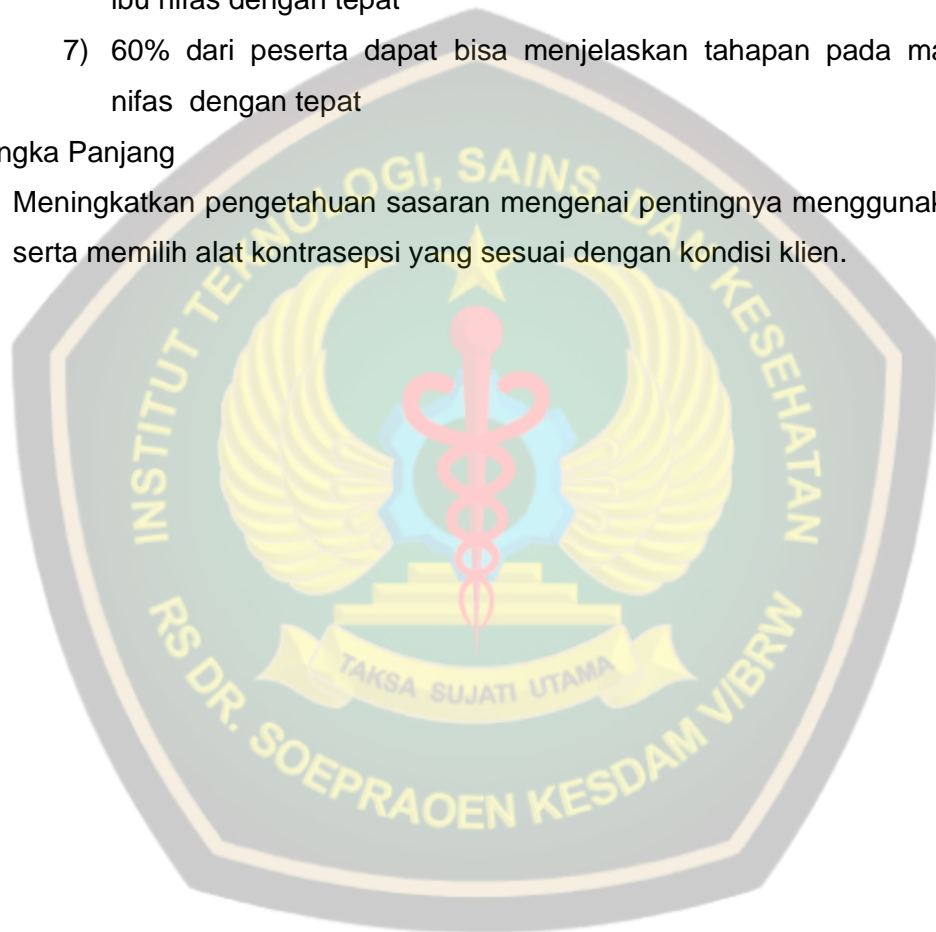 ibu nifas dengan tepat
7) 60% dari peserta dapat bisa menjelaskan tahapan pada ma
nifas dengan tepat
ngka Panjang
Meningkatkan pengetahuan sasaran mengenai pentingnya menggunak
serta memilih alat kontrasepsi yang sesuai dengan kondisi klien.
INSTITUT TEKNOLOGI, SAINS, DAN KESEHATAN
TAKSA SUJATI UTAMA
RS DR. SOEPRAOEN KESDAM V/BRW